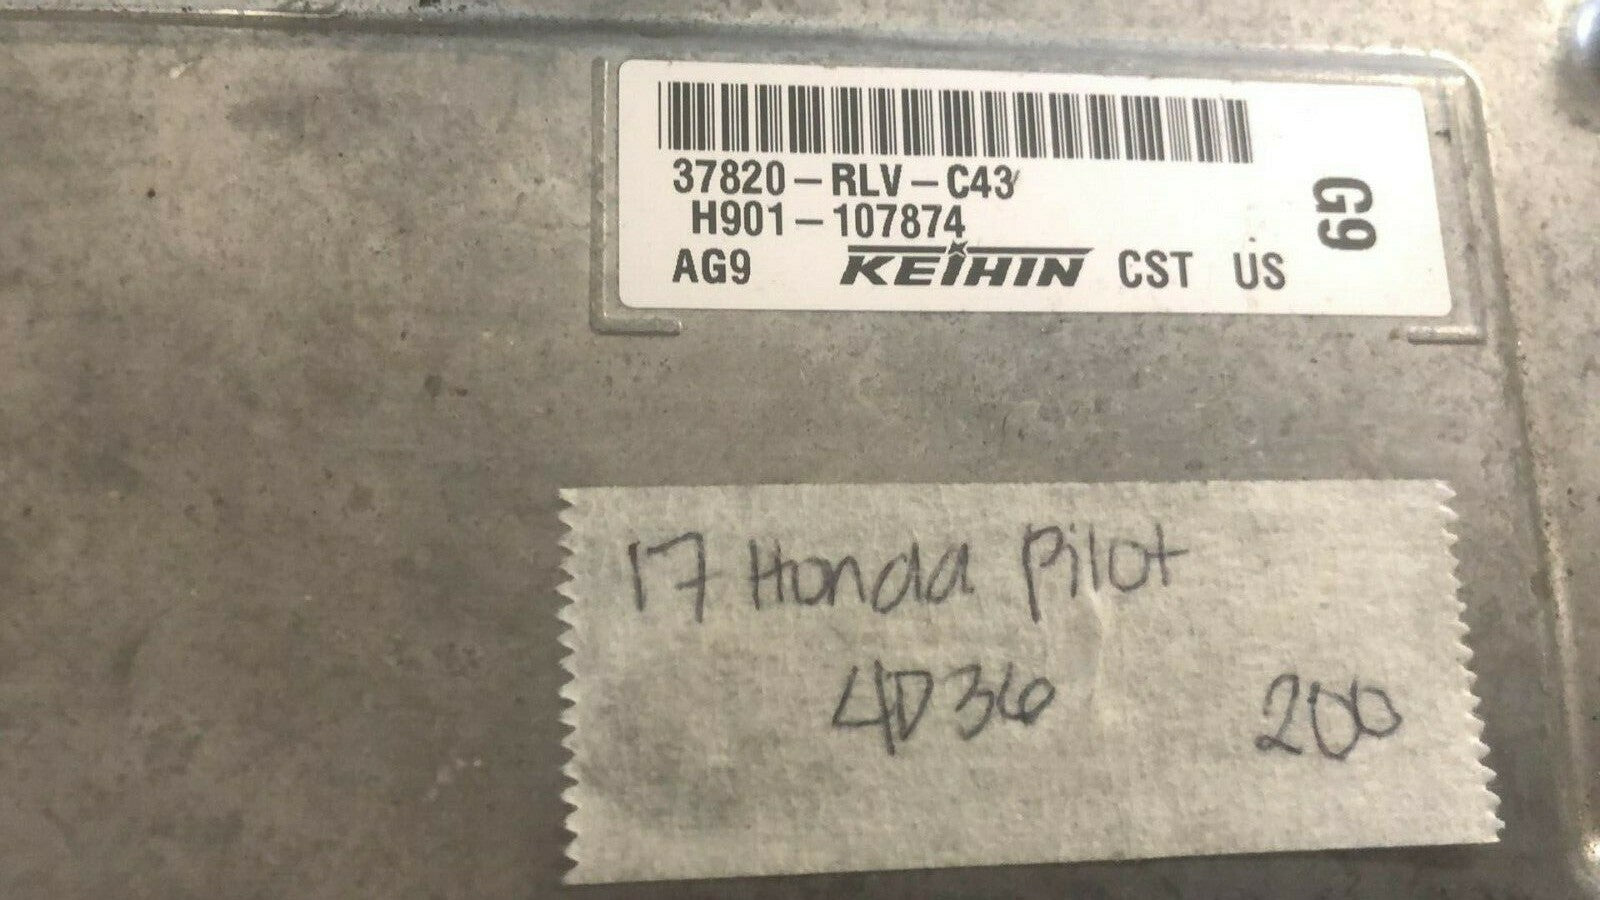 37820-RLV-C43
H901-107874
AG9 KEIHIN CST US
G9
17 Honda Pilot
4D36 200